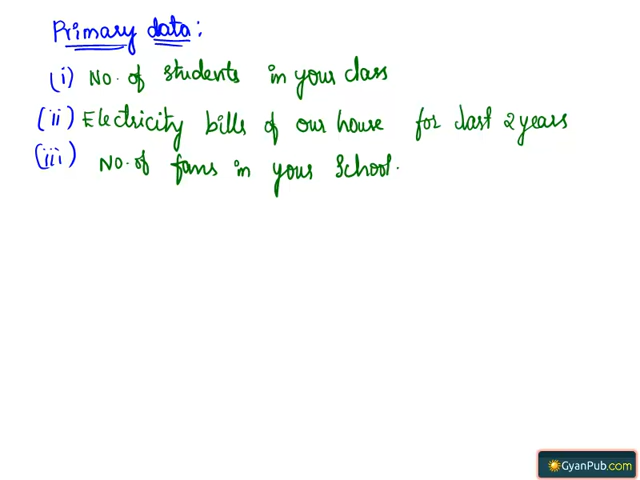 Primary data:
(i) No. of students in your class
(ii) Electricity bills of our house for last 2 years
(iii) No. of fans in your School.
GyanPub.com